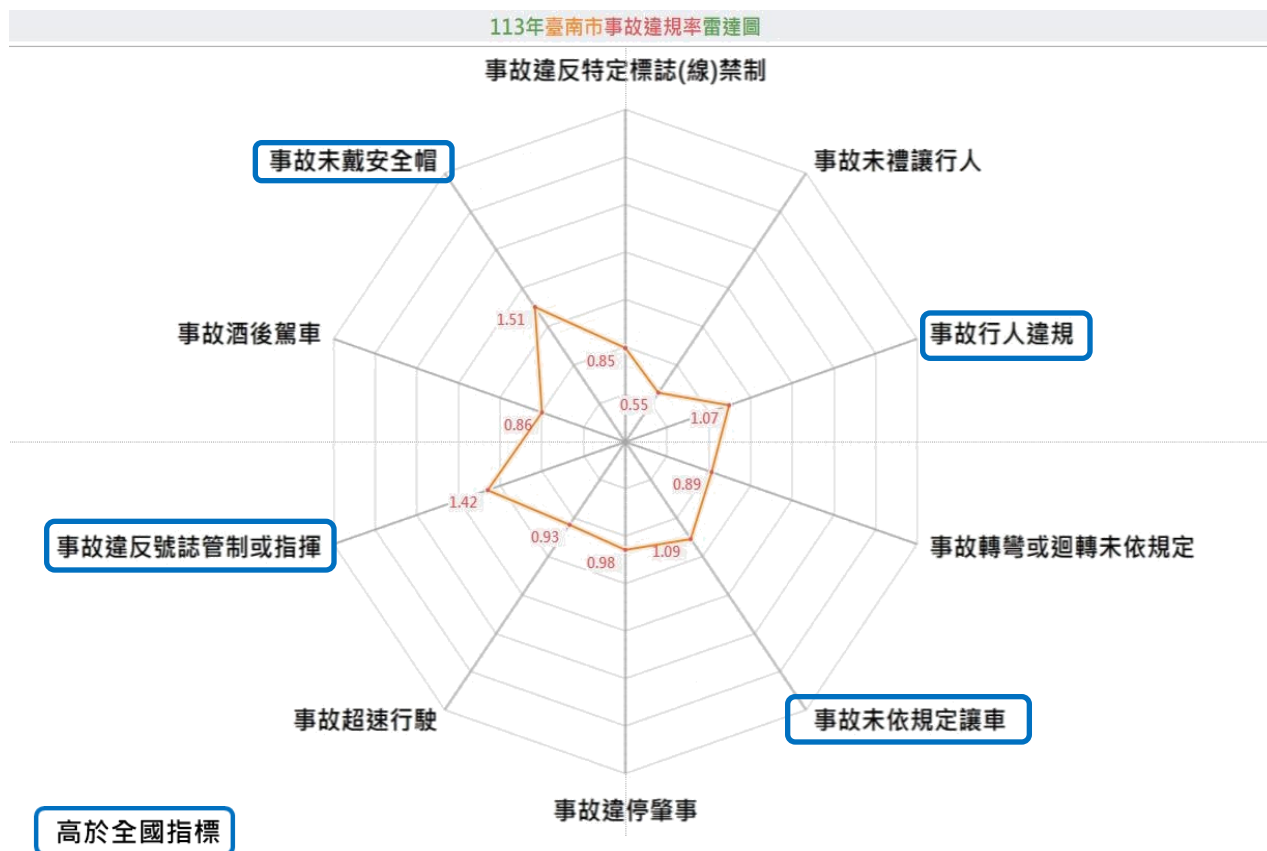 113年臺南市事故違規率雷達圖
事故違反特定標誌(線)禁制
事故未戴安全帽
事故未禮讓行人
1.51
事故酒後駕車
事故行人違規
0.85
0.55
1.07
0.86
0.89
1.42
0.93
0.98
1.09
事故違反號誌管制或指揮
事故轉彎或迴轉未依規定
事故超速行駛
事故未依規定讓車
事故違停肇事
高於全國指標